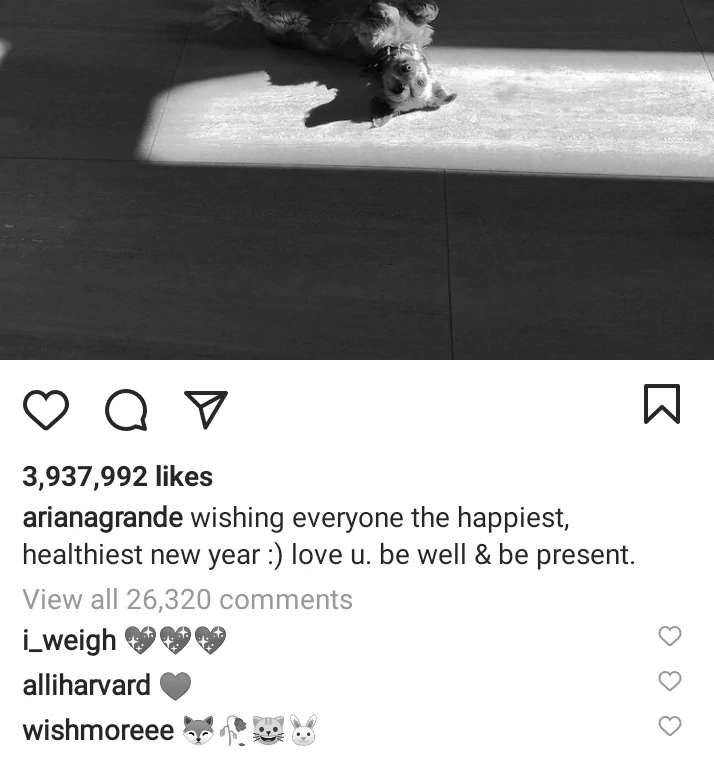 3,937,992 likes
arianagrande wishing everyone the happiest,
healthiest new year :) love u. be well & be present.
View all 26,320 comments
i_weigh 💖💖💖
alliharvard ❤️
wishmoreee 🦊🥀😺🐰